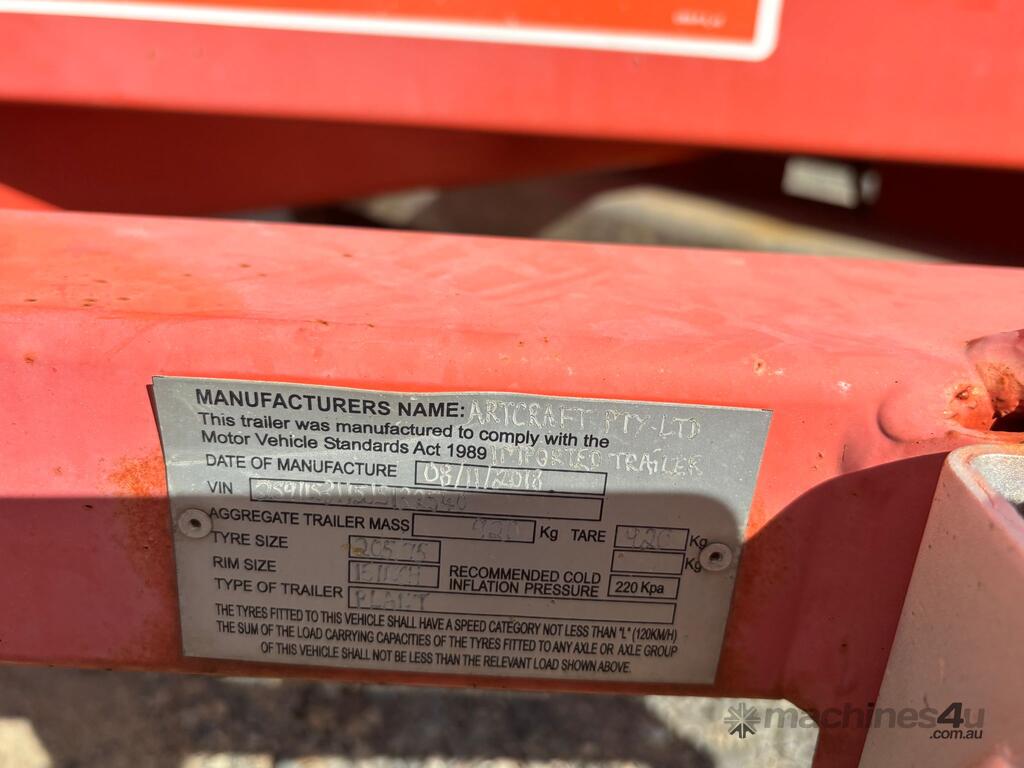 MANUFACTURERS NAME: ARTCRAFT PTY-LTD
This trailer was manufactured to comply with the
Motor Vehicle Standards Act 1989 IMPORTED TRAILER
DATE OF MANUFACTURE 08/11/2018
VIN
AGGREGATE TRAILER MASS 920 Kg TARE 920 Kg
TYRE SIZE 205 75 Kg
RIM SIZE 15INCH RECOMMENDED COLD INFLATION PRESSURE 220 Kpa
TYPE OF TRAILER PLANT
THE TYRES FITTED TO THIS VEHICLE SHALL HAVE A SPEED CATEGORY NOT LESS THAN "L" (120KM/H)
THE SUM OF THE LOAD CARRYING CAPACITIES OF THE TYRES FITTED TO ANY AXLE OR AXLE GROUP
OF THIS VEHICLE SHALL NOT BE LESS THAN THE RELEVANT LOAD SHOWN ABOVE.
machines4u
.com.au